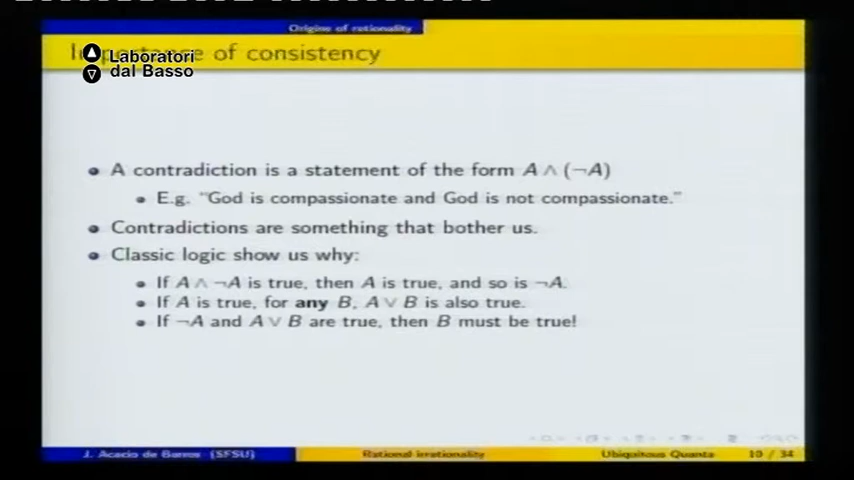 Origins of rationality
Importance of consistency
Laboratori
dal Basso
A contradiction is a statement of the form A ∧ (¬A)
E.g. "God is compassionate and God is not compassionate."
Contradictions are something that bother us.
Classic logic show us why:
If A ∧ ¬A is true, then A is true, and so is ¬A.
If A is true, for any B, A ∨ B is also true.
If ¬A and A ∨ B are true, then B must be true!
J. Acacio de Barros (SFSU) Rational irrationality Ubiquitous Quanta 10 / 34